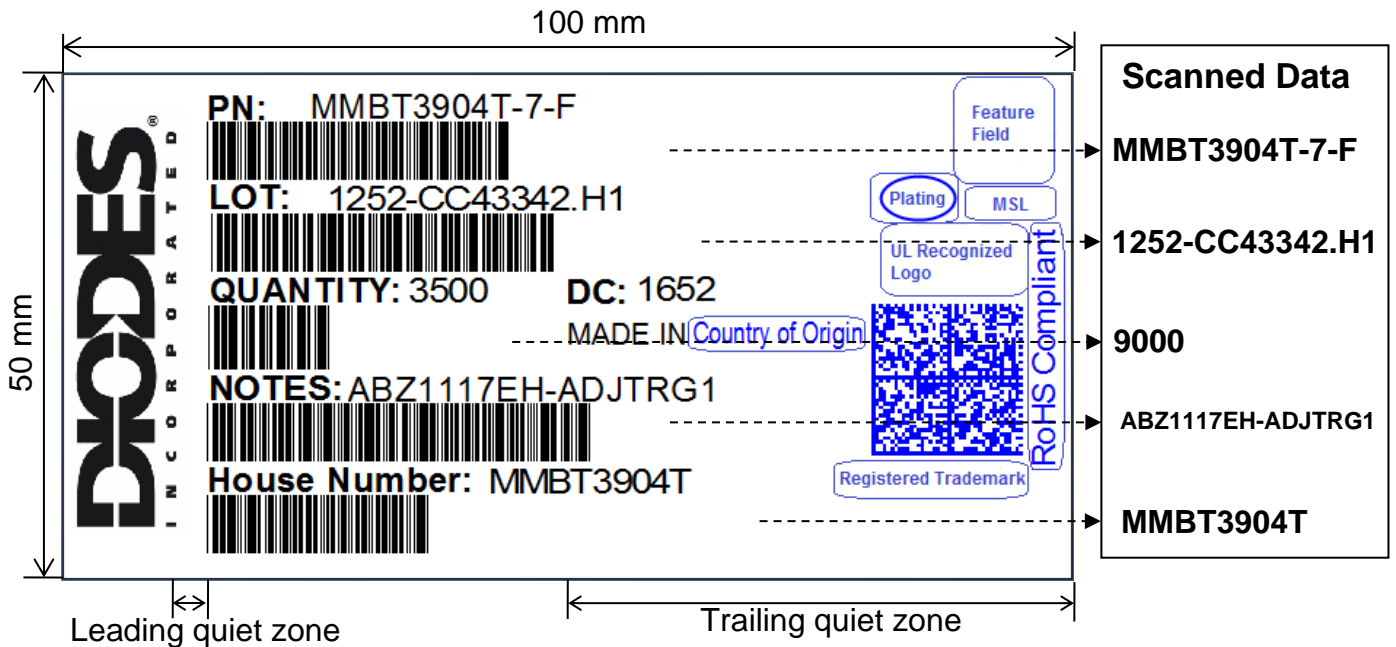 100 mm
50 mm
DIODES®
INCORPORATED
PN: MMBT3904T-7-F
LOT: 1252-CC43342.H1
QUANTITY: 3500 DC: 1652
MADE IN Country of Origin
NOTES: ABZ1117EH-ADJTRG1
House Number: MMBT3904T
Feature
Field
Plating
MSL
UL Recognized
Logo
RoHS Compliant
Registered Trademark
Scanned Data
MMBT3904T-7-F
1252-CC43342.H1
9000
ABZ1117EH-ADJTRG1
MMBT3904T
Leading quiet zone
Trailing quiet zone